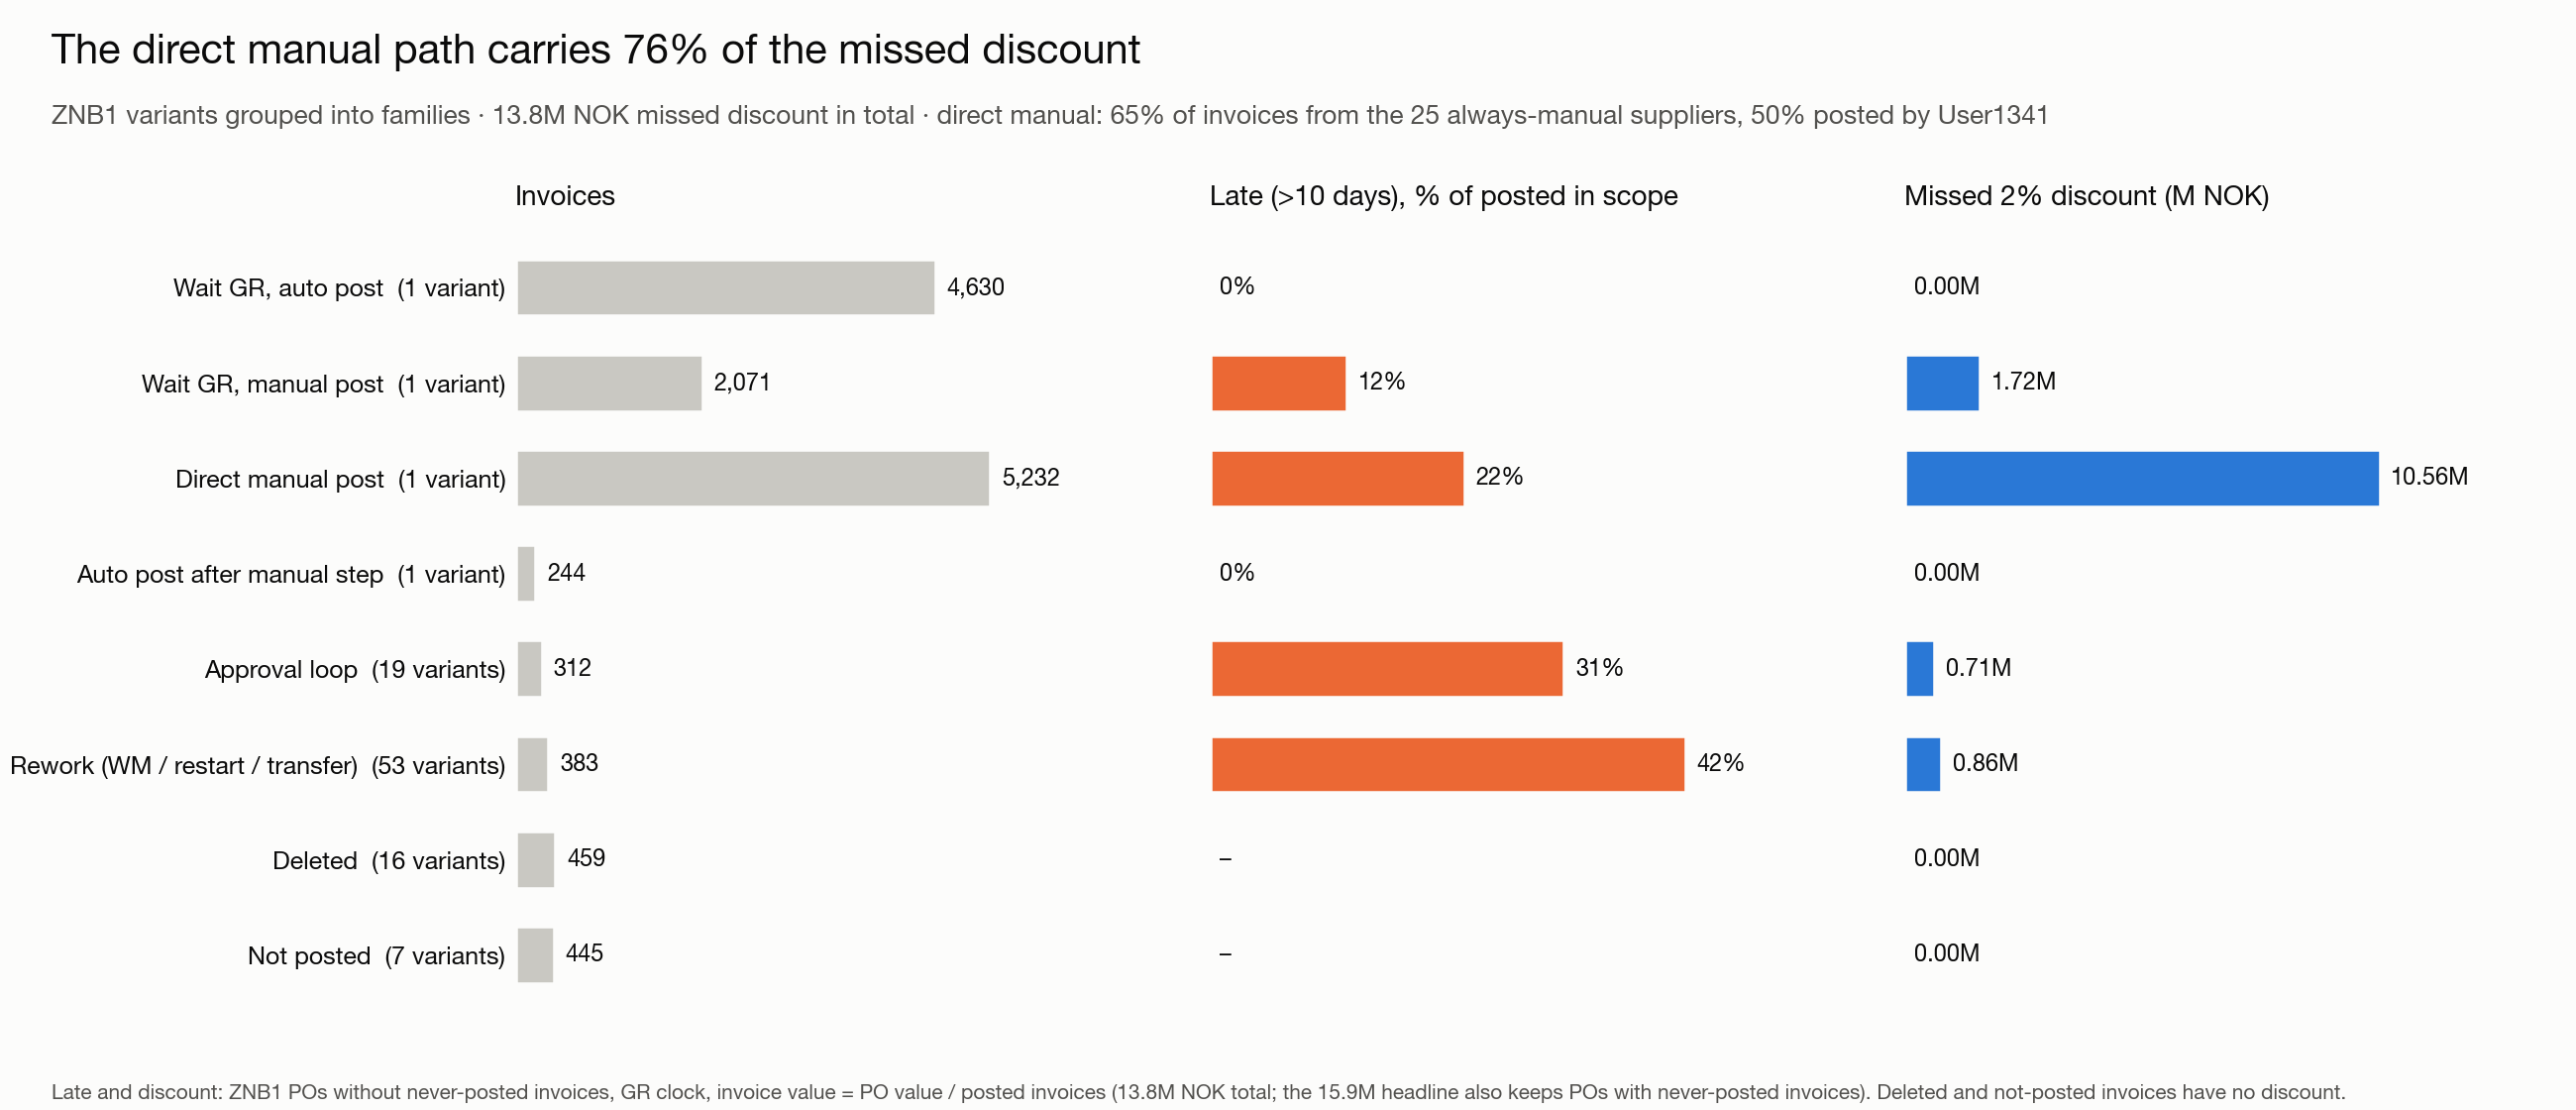 The direct manual path carries 76% of the missed discount
ZNB1 variants grouped into families · 13.8M NOK missed discount in total · direct manual: 65% of invoices from the 25 always-manual suppliers, 50% posted by User1341
Invoices
Late (>10 days), % of posted in scope
Missed 2% discount (M NOK)
Wait GR, auto post (1 variant) 4,630 0% 0.00M
Wait GR, manual post (1 variant) 2,071 12% 1.72M
Direct manual post (1 variant) 5,232 22% 10.56M
Auto post after manual step (1 variant) 244 0% 0.00M
Approval loop (19 variants) 312 31% 0.71M
Rework (WM / restart / transfer) (53 variants) 383 42% 0.86M
Deleted (16 variants) 459 – 0.00M
Not posted (7 variants) 445 – 0.00M
Late and discount: ZNB1 POs without never-posted invoices, GR clock, invoice value = PO value / posted invoices (13.8M NOK total; the 15.9M headline also keeps POs with never-posted invoices). Deleted and not-posted invoices have no discount.